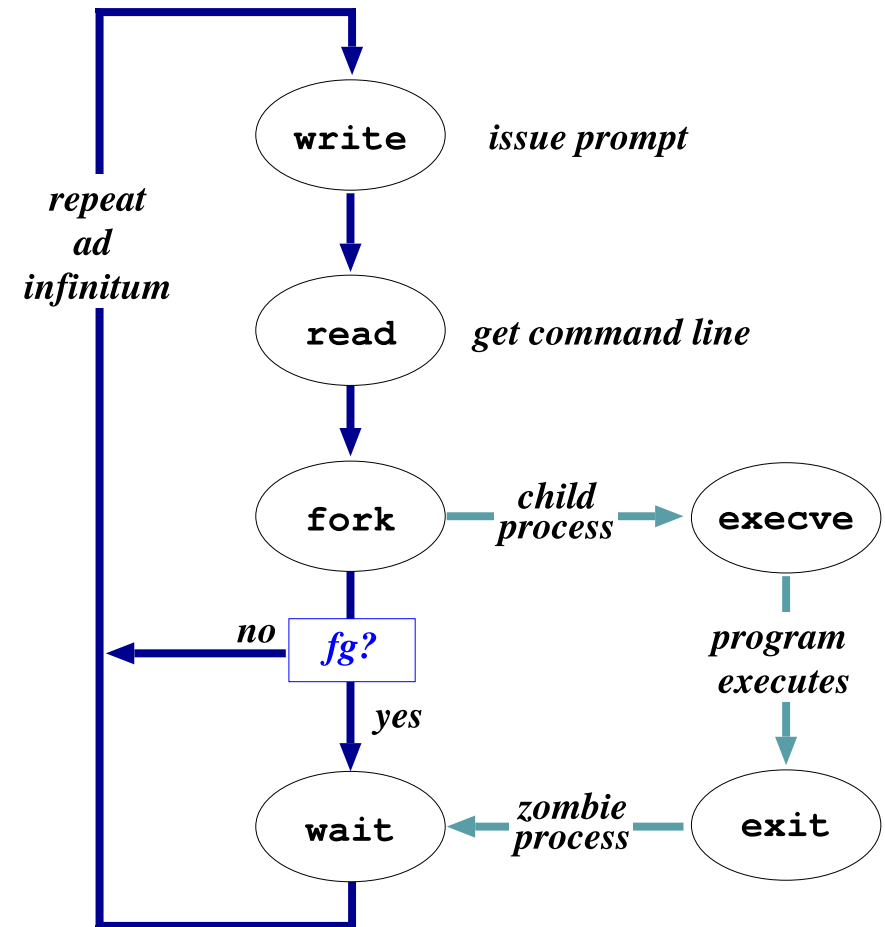 write
issue prompt
repeat
ad
infinitum
read
get command line
fork
child
process
execve
no
fg?
program
executes
yes
wait
zombie
process
exit